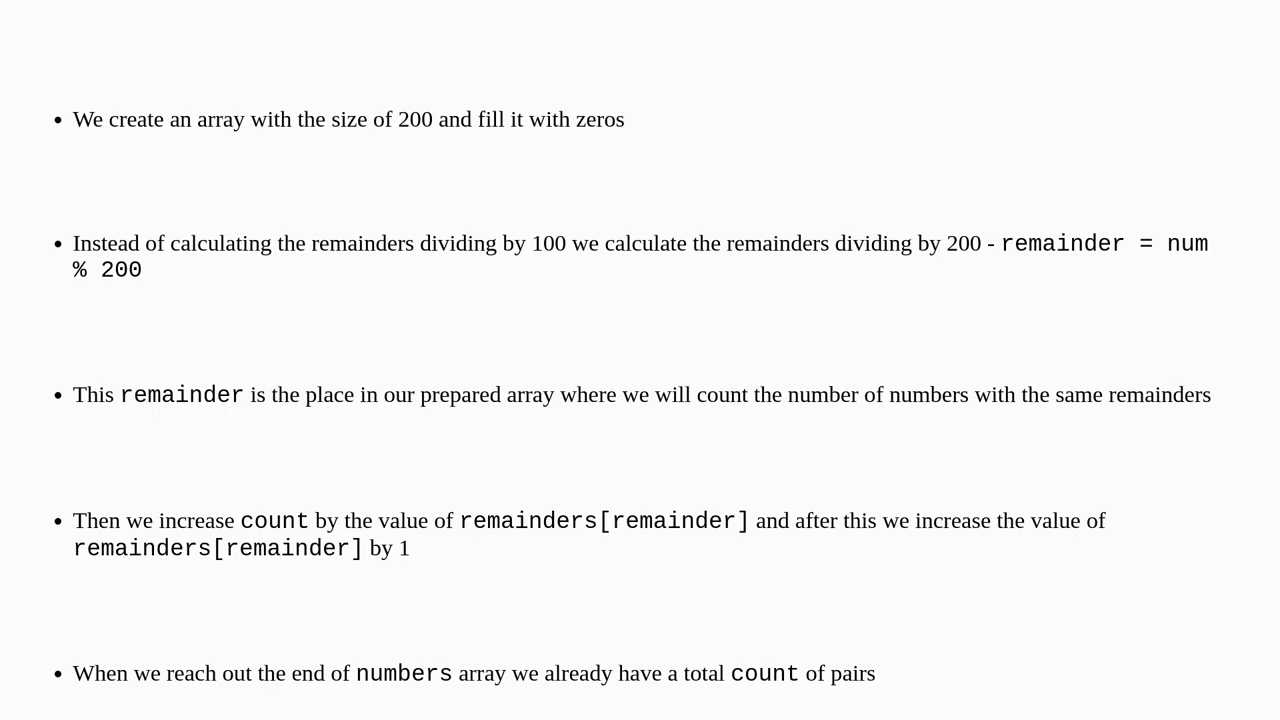 • We create an array with the size of 200 and fill it with zeros
• Instead of calculating the remainders dividing by 100 we calculate the remainders dividing by 200 - remainder = num
% 200
• This remainder is the place in our prepared array where we will count the number of numbers with the same remainders
• Then we increase count by the value of remainders[remainder] and after this we increase the value of
remainders[remainder] by 1
• When we reach out the end of numbers array we already have a total count of pairs